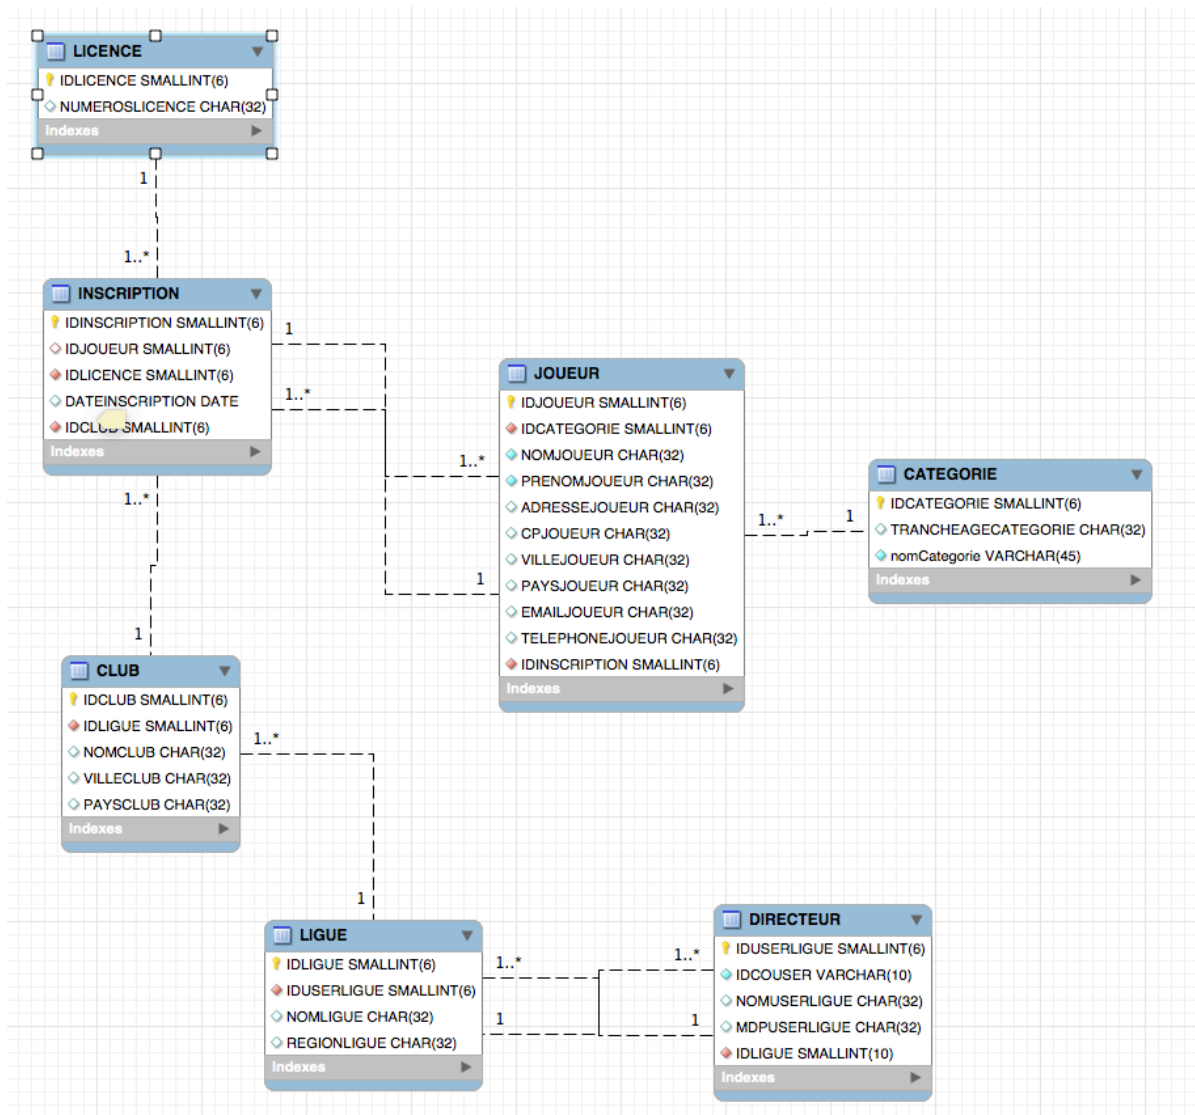 LICENCE
IDLICENCE SMALLINT(6)
NUMEROSLICENCE CHAR(32)
Indexes
1
1..*
INSCRIPTION
IDINSCRIPTION SMALLINT(6)
IDJOUEUR SMALLINT(6)
IDLICENCE SMALLINT(6)
DATEINSCRIPTION DATE
IDCLUB SMALLINT(6)
Indexes
1
1..*
1..*
1
JOUEUR
IDJOUEUR SMALLINT(6)
IDCATEGORIE SMALLINT(6)
NOMJOUEUR CHAR(32)
PRENOMJOUEUR CHAR(32)
ADRESSEJOUEUR CHAR(32)
CPJOUEUR CHAR(32)
VILLEJOUEUR CHAR(32)
PAYSJOUEUR CHAR(32)
EMAILJOUEUR CHAR(32)
TELEPHONEJOUEUR CHAR(32)
IDINSCRIPTION SMALLINT(6)
Indexes
1..*
1
CATEGORIE
IDCATEGORIE SMALLINT(6)
TRANCHEAGECATEGORIE CHAR(32)
nomCategorie VARCHAR(45)
Indexes
1..*
1
CLUB
IDCLUB SMALLINT(6)
IDLIGUE SMALLINT(6)
NOMCLUB CHAR(32)
VILLECLUB CHAR(32)
PAYSCLUB CHAR(32)
Indexes
1..*
1
LIGUE
IDLIGUE SMALLINT(6)
IDUSERLIGUE SMALLINT(6)
NOMLIGUE CHAR(32)
REGIONLIGUE CHAR(32)
Indexes
1..*
1..*
1
1
DIRECTEUR
IDUSERLIGUE SMALLINT(6)
IDCOUSER VARCHAR(10)
NOMUSERLIGUE CHAR(32)
MDPUSERLIGUE CHAR(32)
IDLIGUE SMALLINT(10)
Indexes